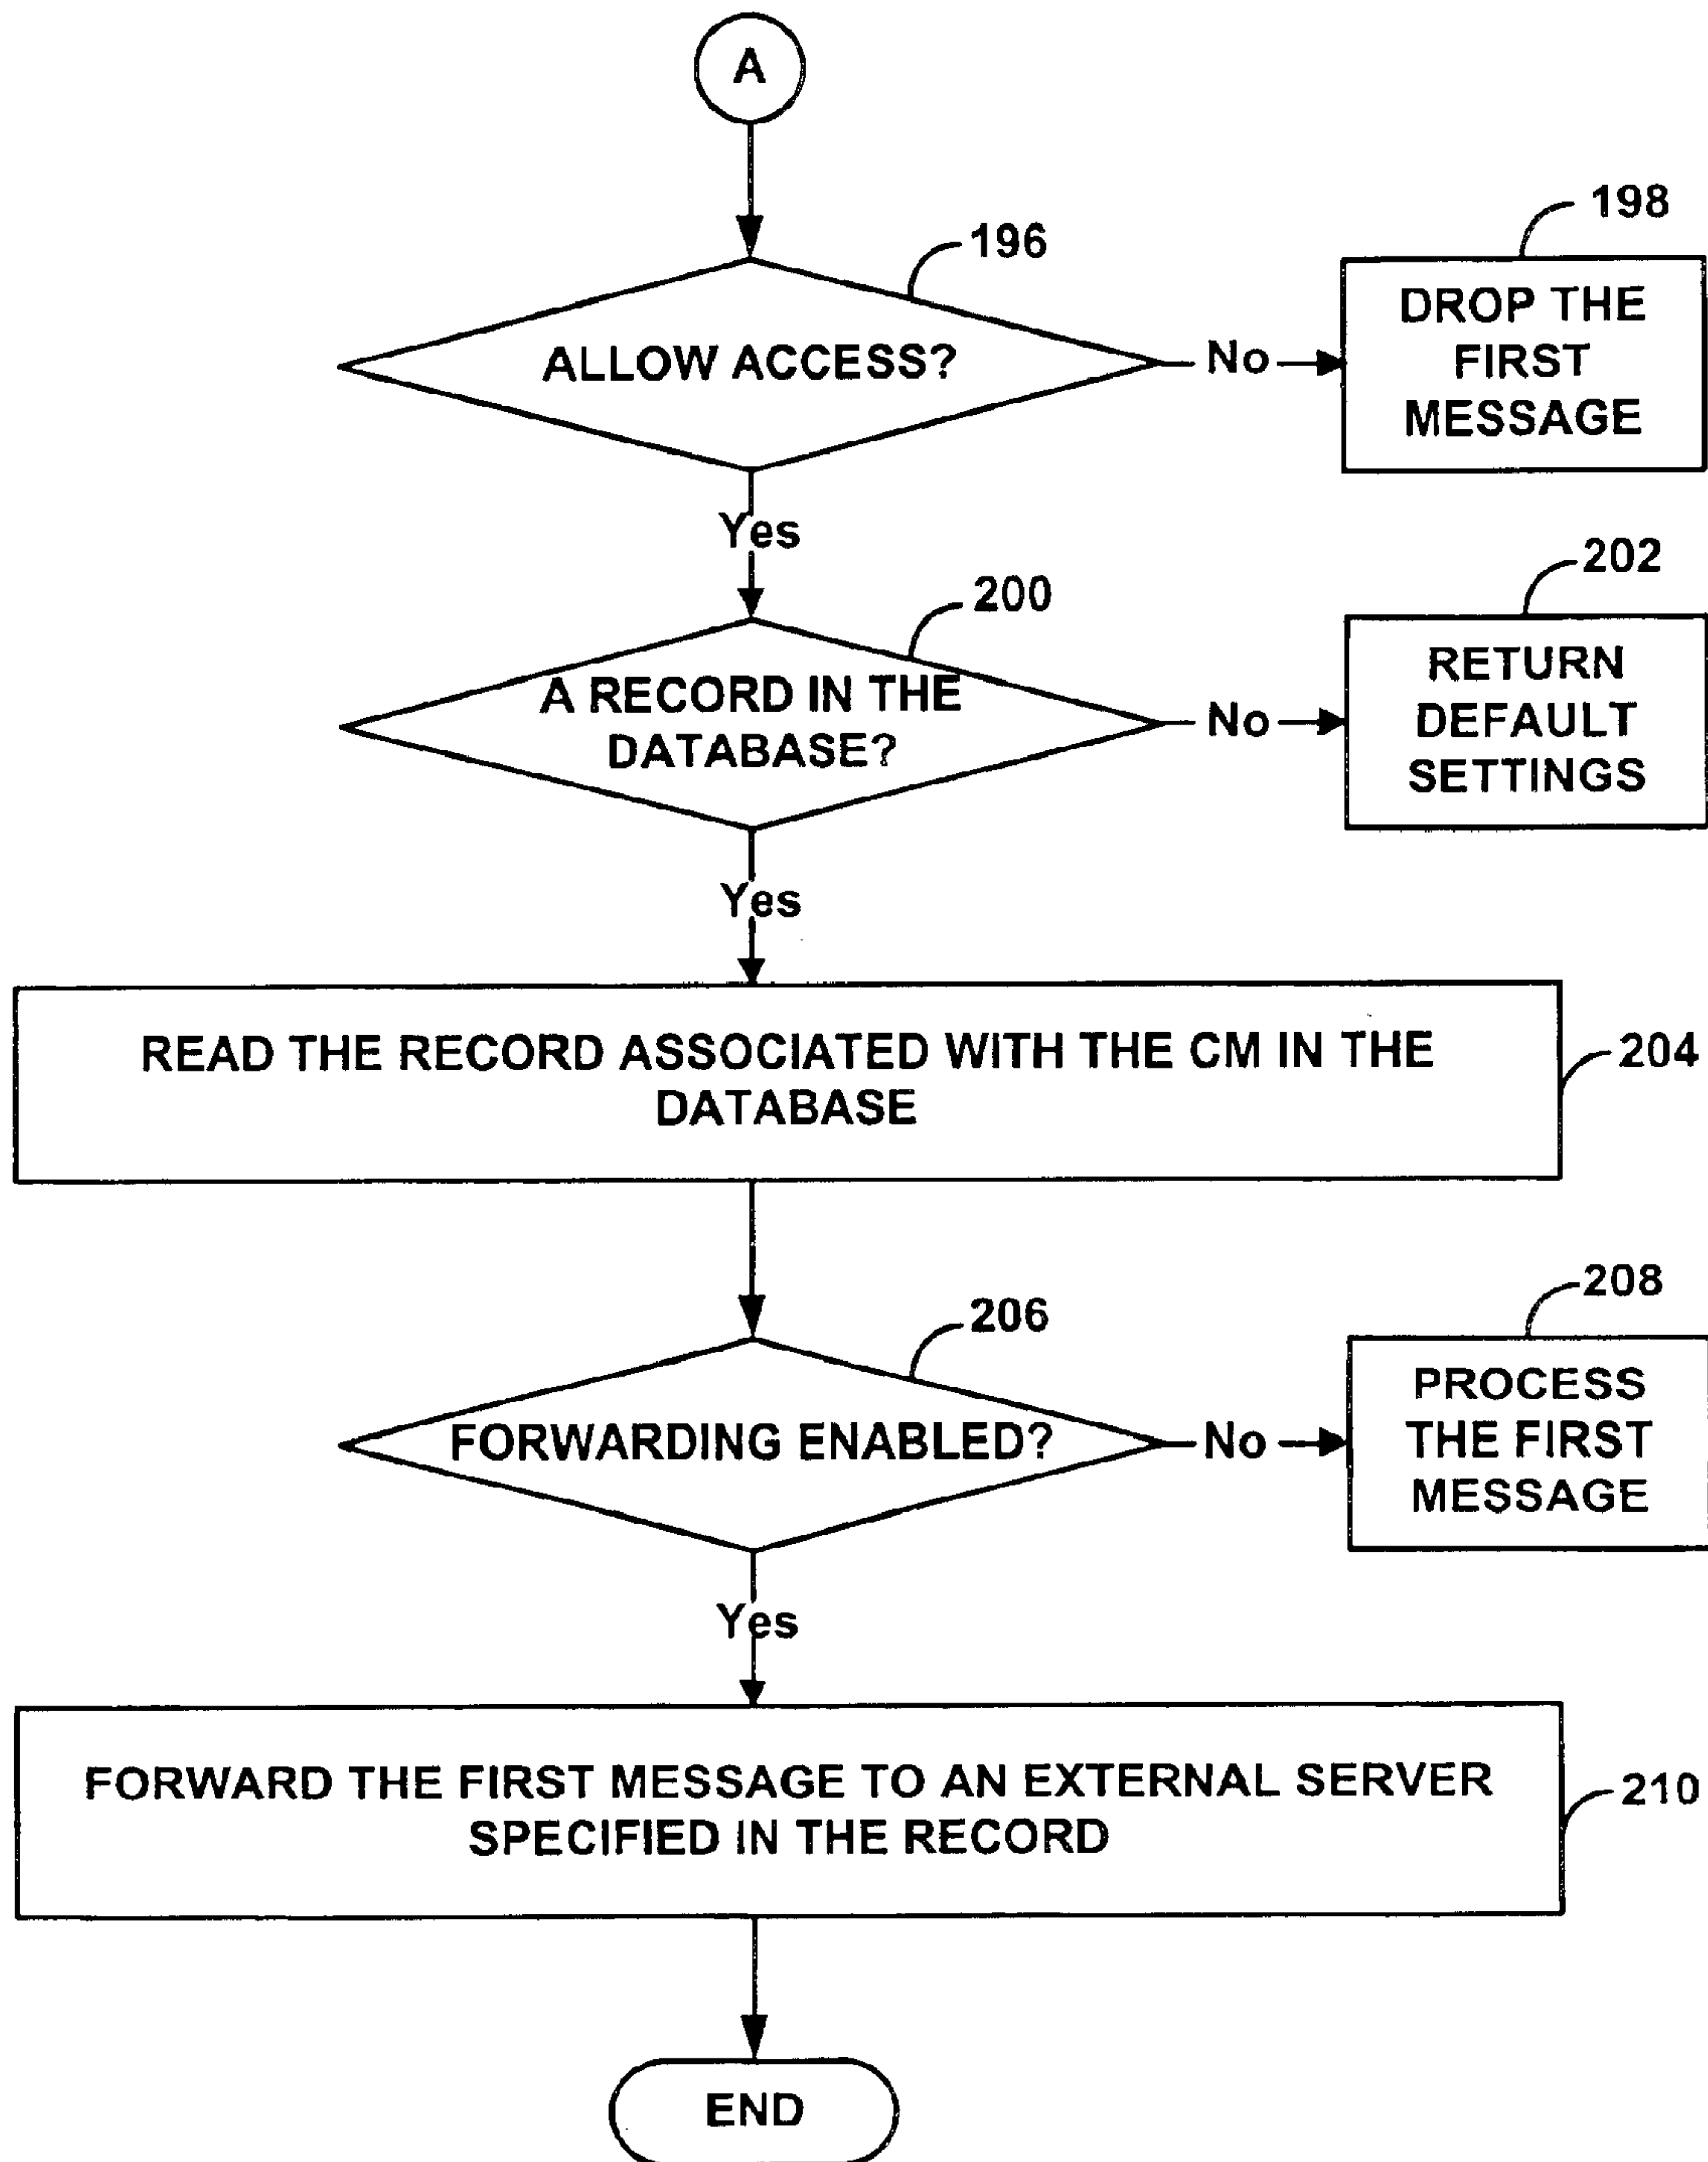 A
196
198
ALLOW ACCESS?
No
DROP THE
FIRST
MESSAGE
Yes
200
202
A RECORD IN THE
DATABASE?
No
RETURN
DEFAULT
SETTINGS
Yes
READ THE RECORD ASSOCIATED WITH THE CM IN THE
DATABASE
204
206
208
FORWARDING ENABLED?
No
PROCESS
THE FIRST
MESSAGE
Yes
FORWARD THE FIRST MESSAGE TO AN EXTERNAL SERVER
SPECIFIED IN THE RECORD
210
END